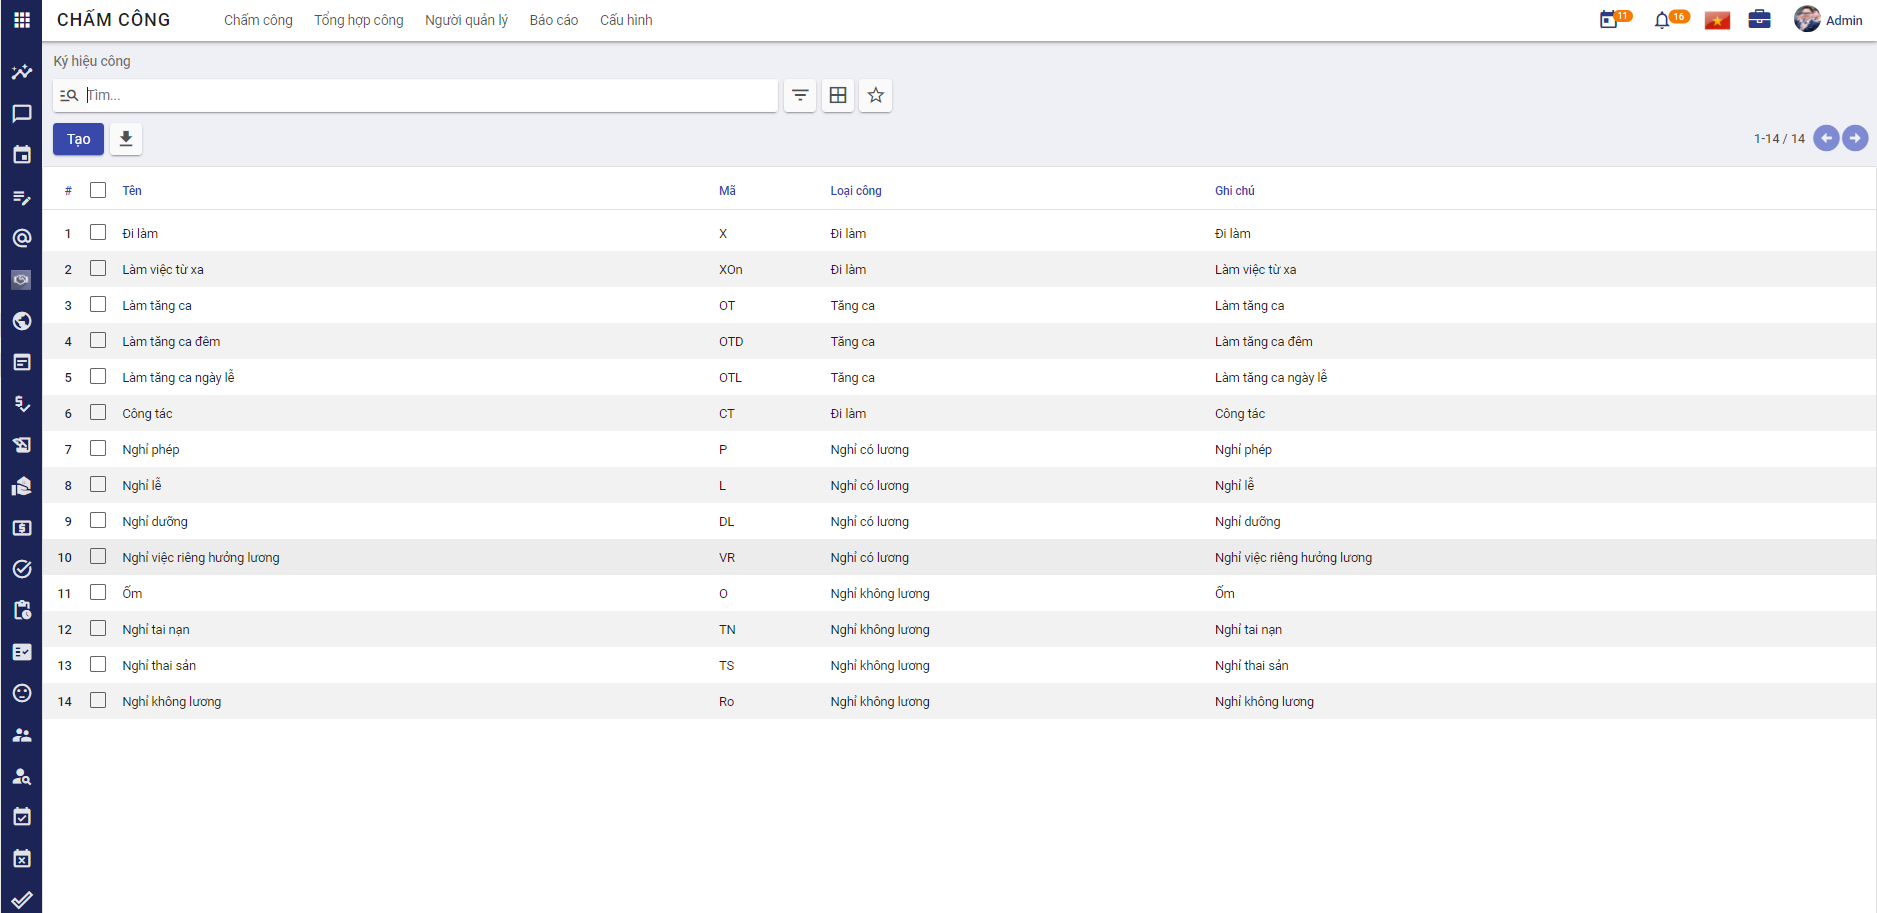 CHẤM CÔNG Chấm công Tổng hợp công Người quản lý Báo cáo Cấu hình 11 16 Admin
Ký hiệu công
Tìm...
Tạo 1-14 / 14
# Tên Mã Loại công Ghi chú
1 Đi làm X Đi làm Đi làm
2 Làm việc từ xa XOn Đi làm Làm việc từ xa
3 Làm tăng ca OT Tăng ca Làm tăng ca
4 Làm tăng ca đêm OTD Tăng ca Làm tăng ca đêm
5 Làm tăng ca ngày lễ OTL Tăng ca Làm tăng ca ngày lễ
6 Công tác CT Đi làm Công tác
7 Nghỉ phép P Nghỉ có lương Nghỉ phép
8 Nghỉ lễ L Nghỉ có lương Nghỉ lễ
9 Nghỉ dưỡng DL Nghỉ có lương Nghỉ dưỡng
10 Nghỉ việc riêng hưởng lương VR Nghỉ có lương Nghỉ việc riêng hưởng lương
11 Ốm O Nghỉ không lương Ốm
12 Nghỉ tai nạn TN Nghỉ không lương Nghỉ tai nạn
13 Nghỉ thai sản TS Nghỉ không lương Nghỉ thai sản
14 Nghỉ không lương Ro Nghỉ không lương Nghỉ không lương